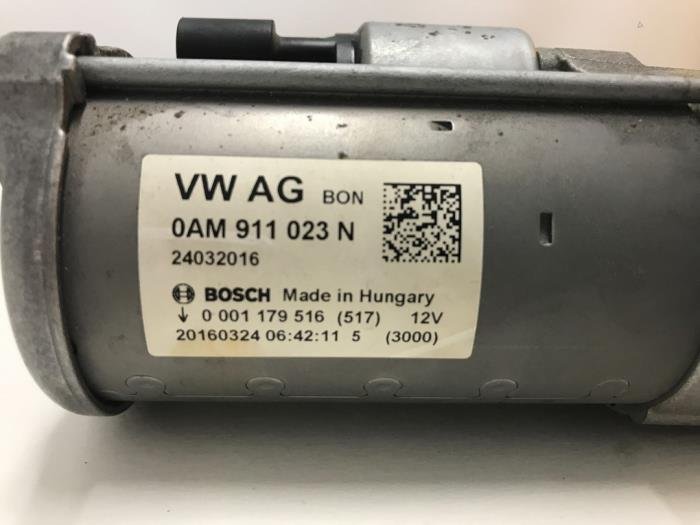 VW AG BON
0AM 911 023 N
24032016
BOSCH Made in Hungary
↓ 0 001 179 516 (517) 12V
20160324 06:42:11 5 (3000)